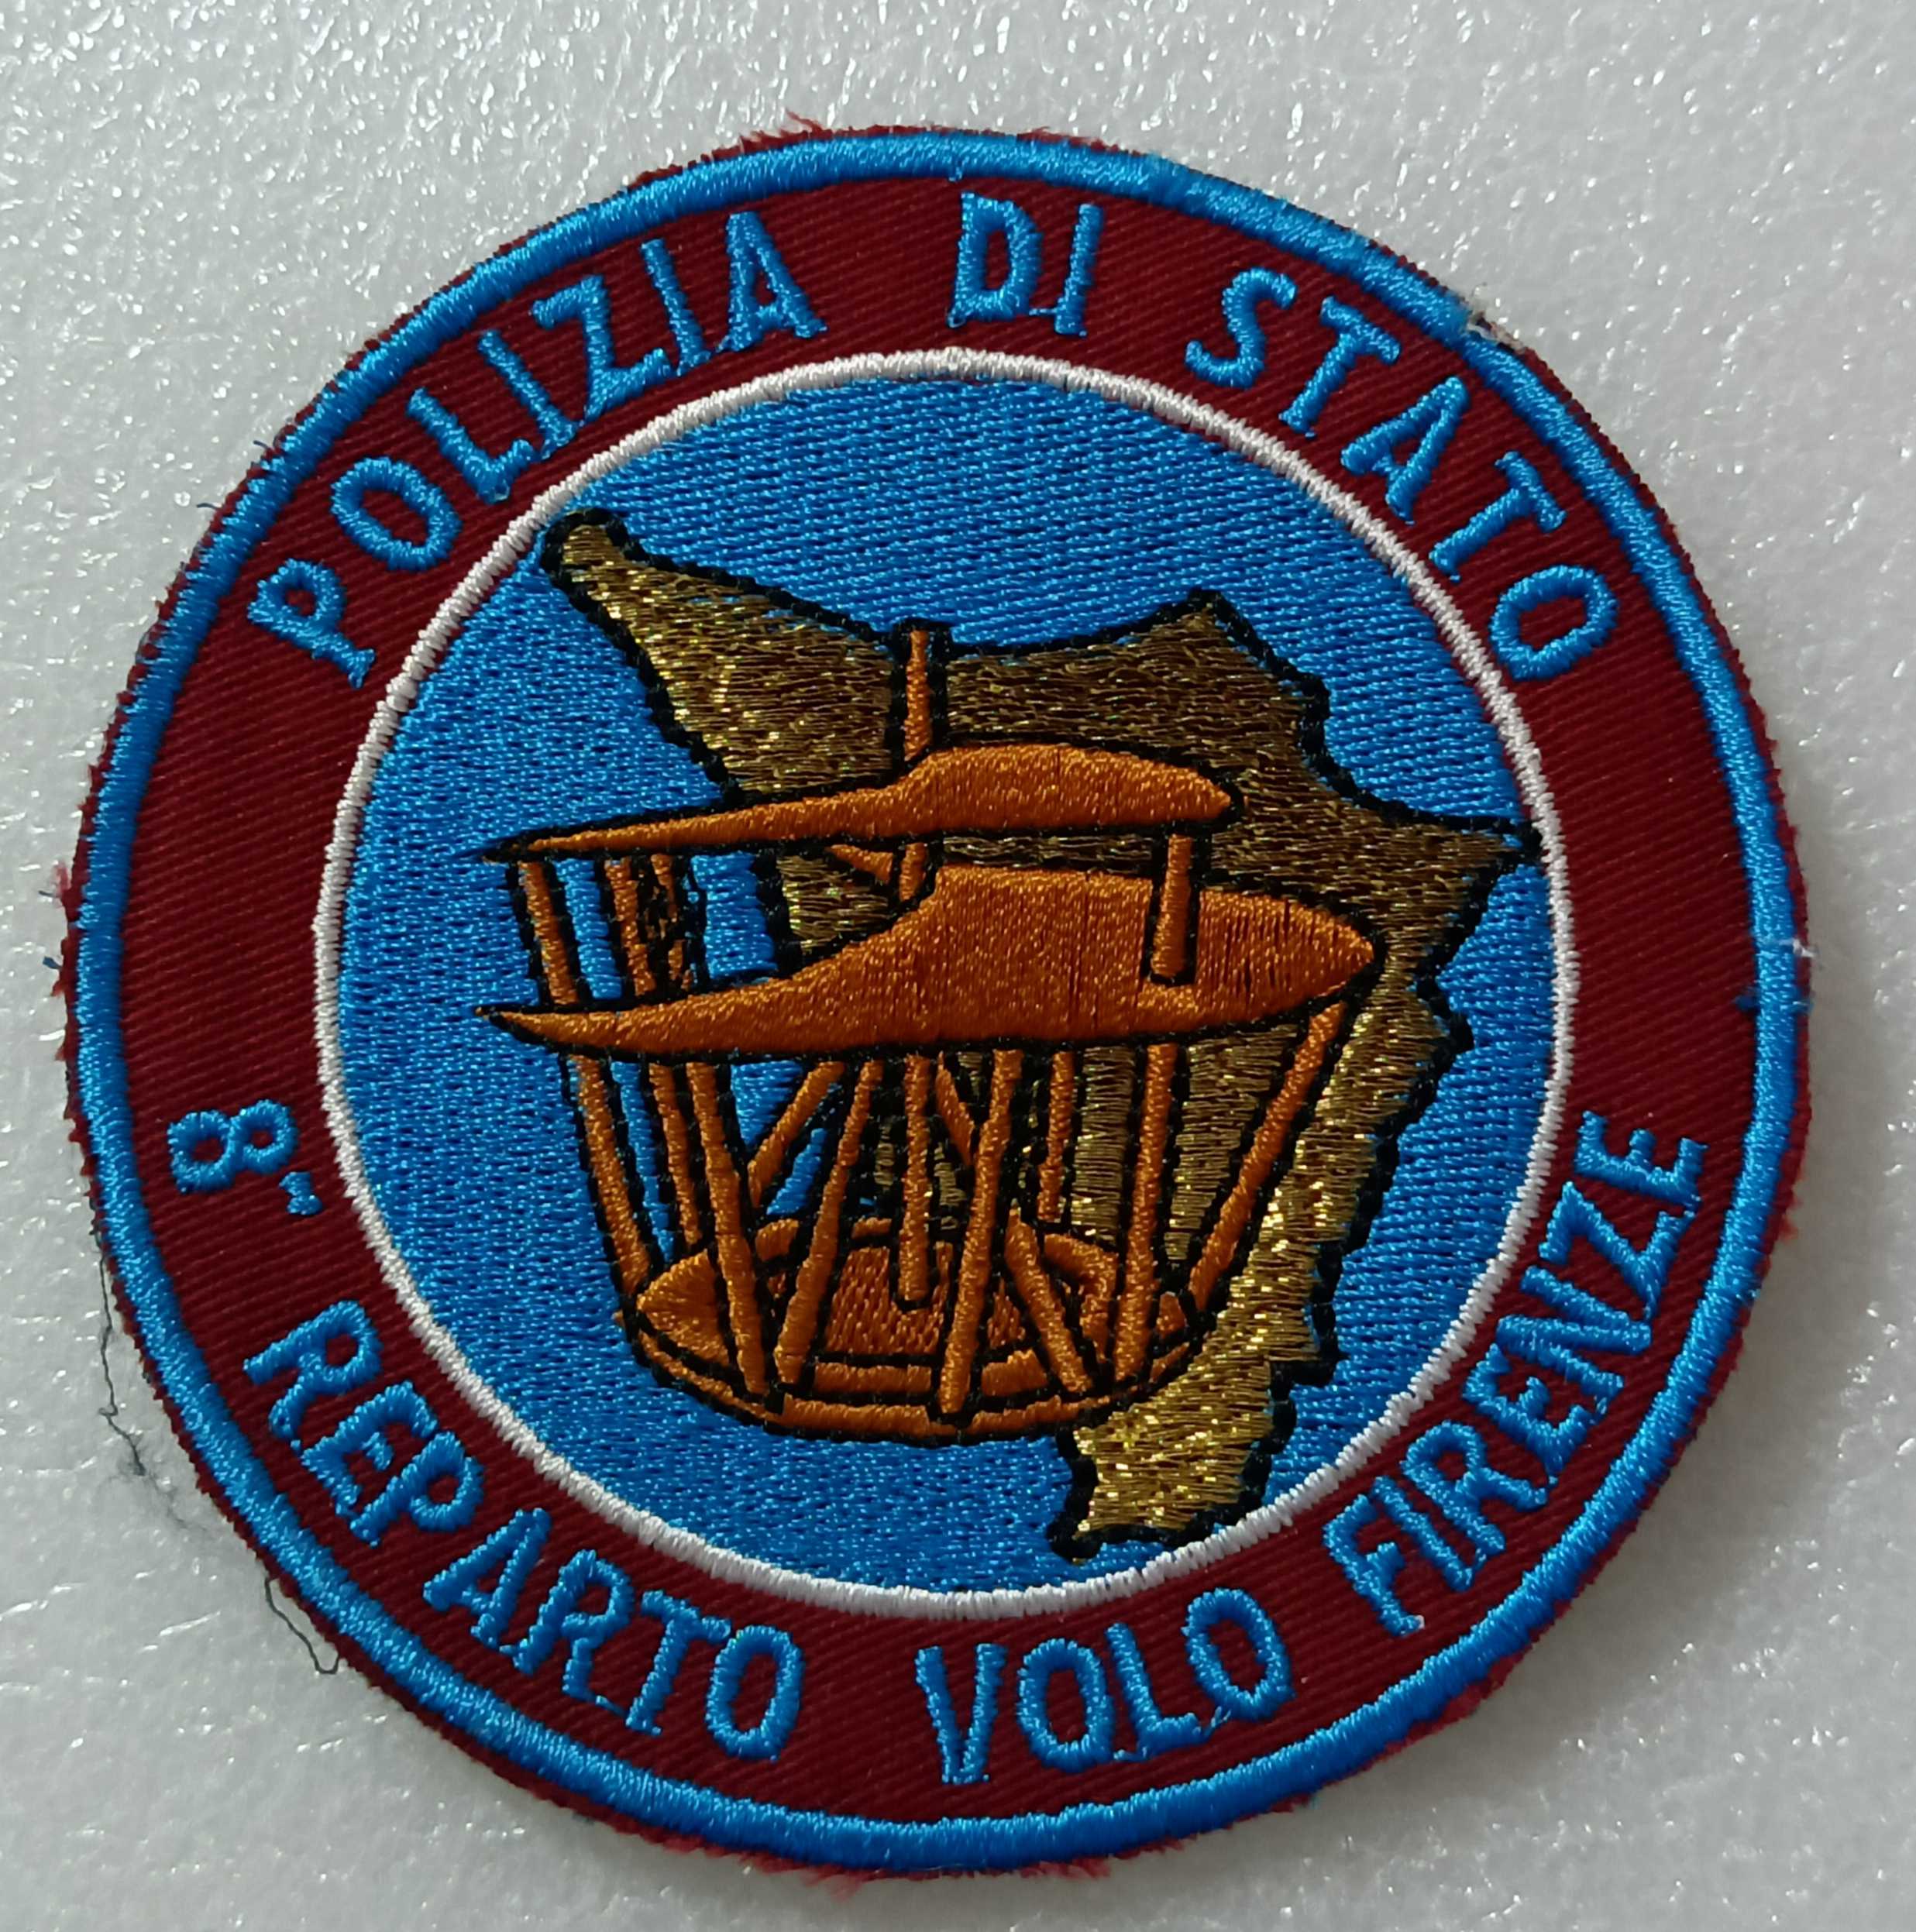 POLIZIA DI STATO
8~ REPARTO VOLO FIRENZE